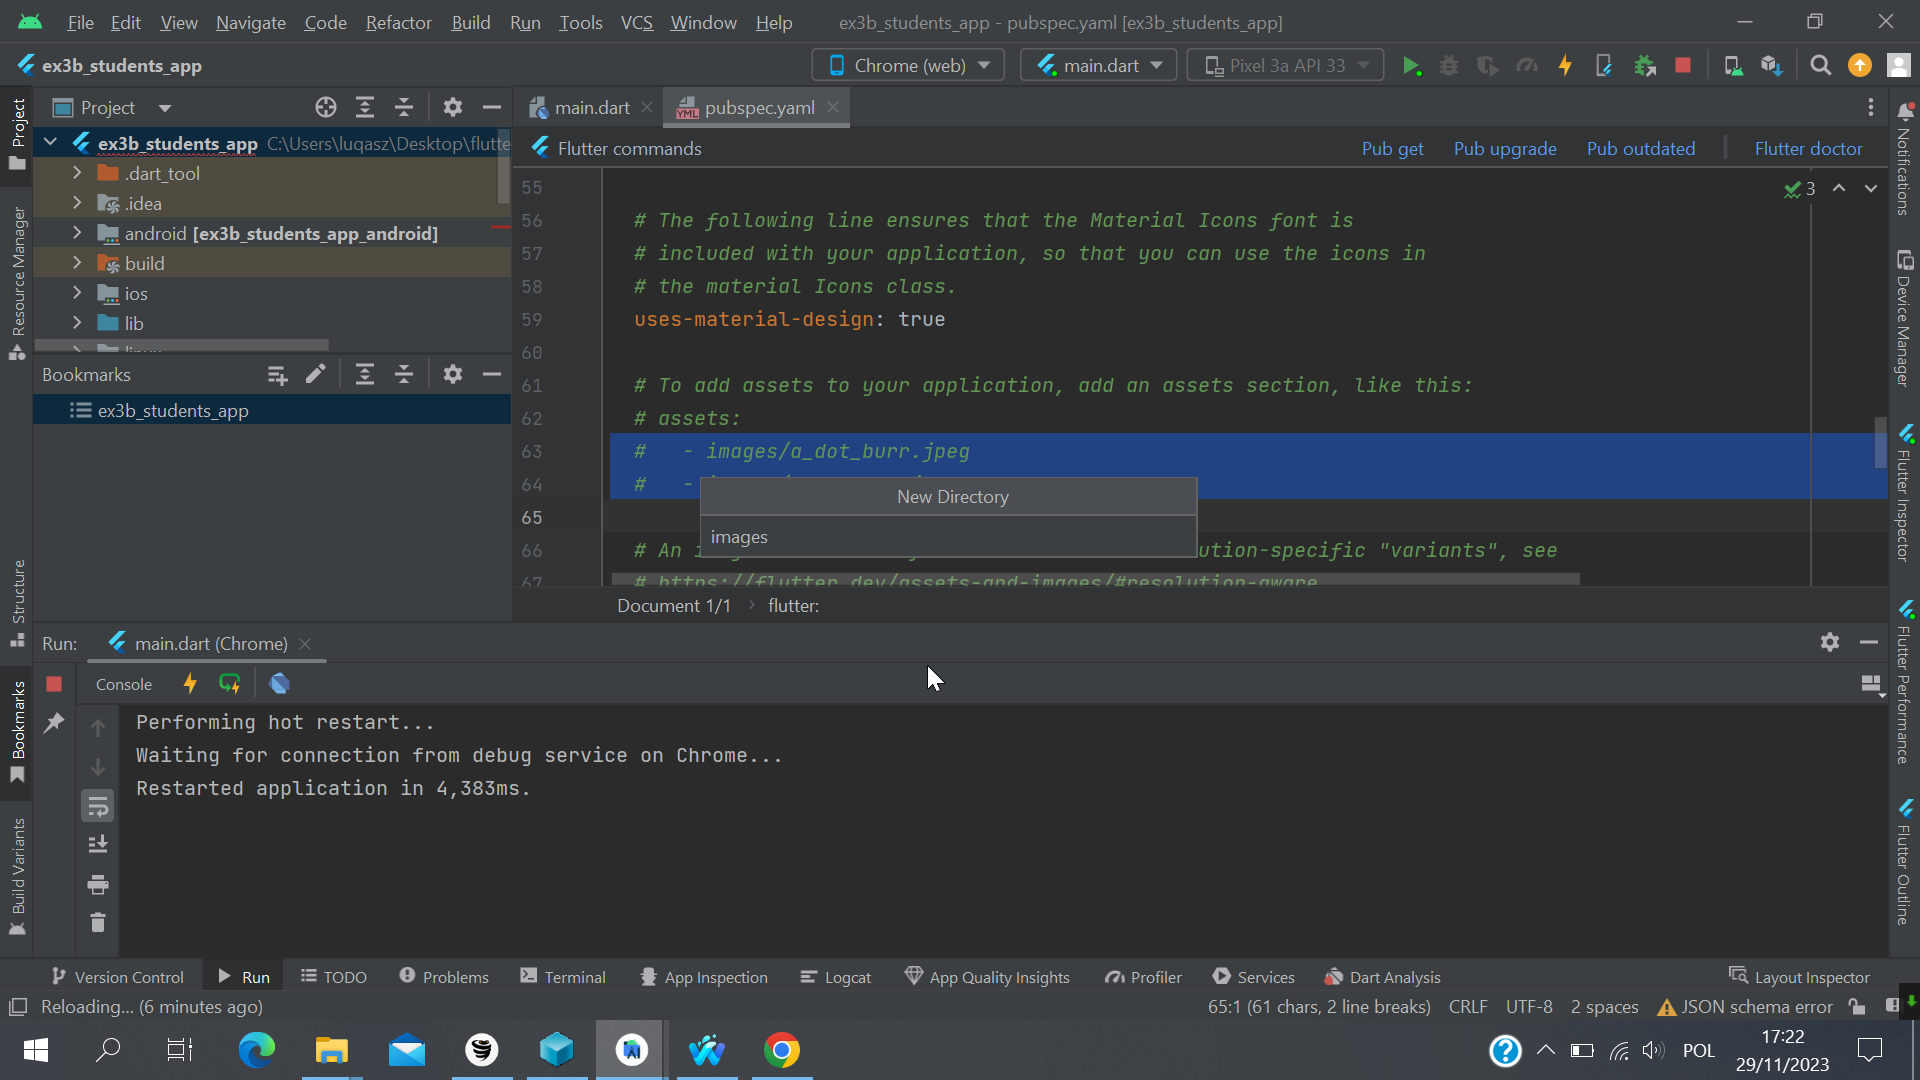 File Edit View Navigate Code Refactor Build Run Tools VCS Window Help ex3b_students_app - pubspec.yaml [ex3b_students_app]
ex3b_students_app Chrome (web) main.dart Pixel 3a API 33
Project main.dart pubspec.yaml
ex3b_students_app C:\Users\luqasz\Desktop\flutte
Flutter commands Pub get Pub upgrade Pub outdated Flutter doctor
.dart_tool
.idea
android [ex3b_students_app_android]
build
ios
lib
Bookmarks
ex3b_students_app
55
56 # The following line ensures that the Material Icons font is
57 # included with your application, so that you can use the icons in
58 # the material Icons class.
59 uses-material-design: true
60
61 # To add assets to your application, add an assets section, like this:
62 # assets:
63 # - images/a_dot_burr.jpeg
64 # -
65
66 # An ution-specific "variants", see
67 # https://flutter.dev/assets-and-images/#resolution-aware
3
New Directory
images
Document 1/1 flutter:
Run: main.dart (Chrome)
Console
Performing hot restart...
Waiting for connection from debug service on Chrome...
Restarted application in 4,383ms.
Project
Resource Manager
Structure
Bookmarks
Build Variants
Notifications
Device Manager
Flutter Inspector
Flutter Performance
Flutter Outline
Version Control Run TODO Problems Terminal App Inspection Logcat App Quality Insights Profiler Services Dart Analysis Layout Inspector
Reloading... (6 minutes ago) 65:1 (61 chars, 2 line breaks) CRLF UTF-8 2 spaces JSON schema error
POL 17:22
29/11/2023